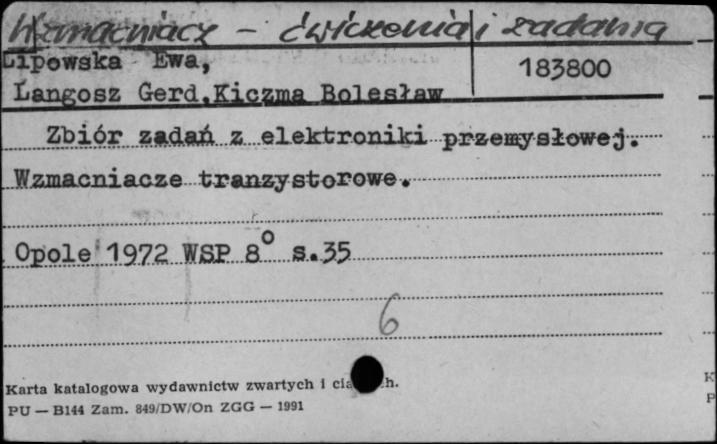 Wzmacniacz - ćwiczenia i zadania
Lipowska Ewa,
183800
Langosz Gerd, Kiczma Bolesław
Zbiór zadań z elektroniki przemysłowej.
Wzmacniacze tranzystorowe.
Opole 1972 WSP 8° s.35
6
Karta katalogowa wydawnictw zwartych i
PU — B144 Zam. 849/DW/On ZGG — 1991
K
P